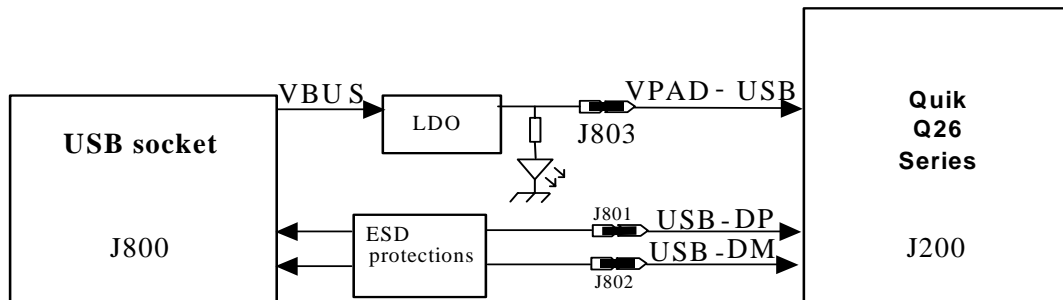 VBUS
LDO
VPAD- USB
J803
USB socket
J800
Quik
Q26
Series
J200
ESD
protections
J801
USB-DP
USB-DM
J802